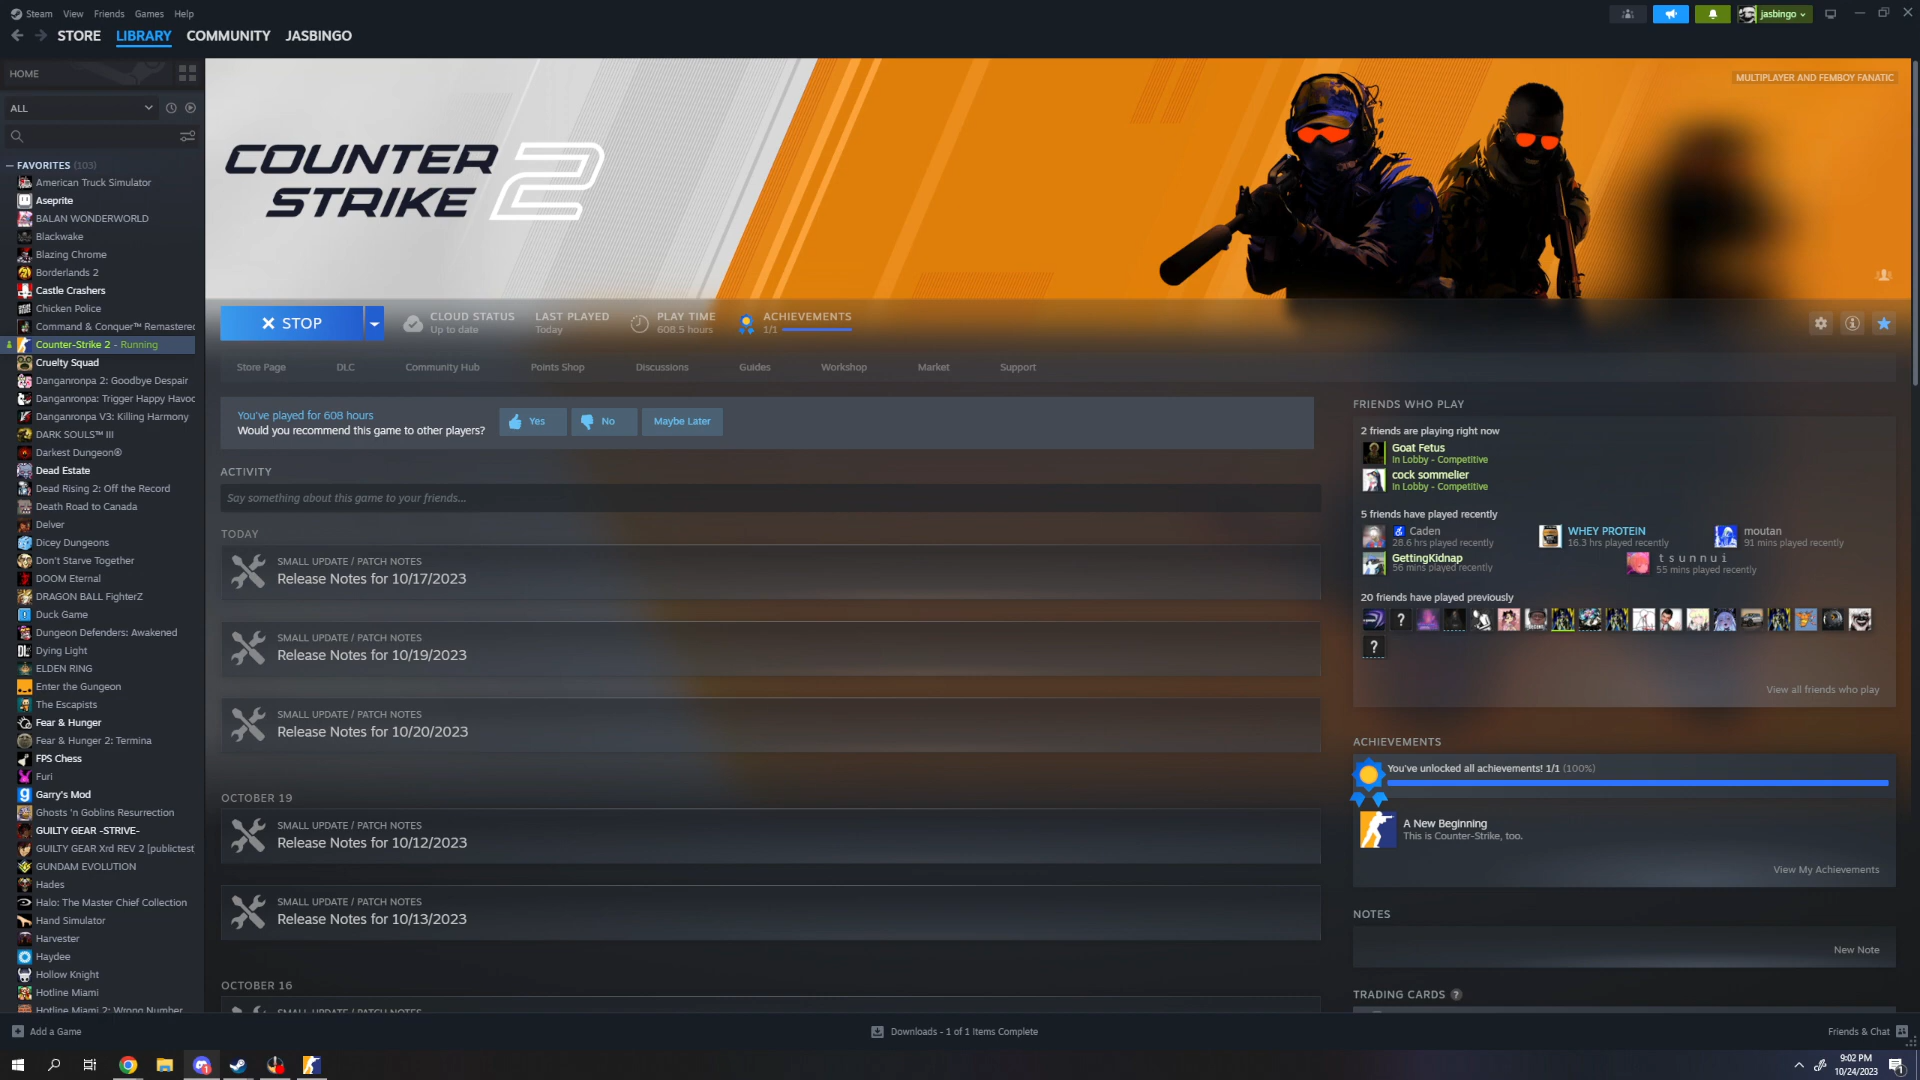 Steam View Friends Games Help
jasbingo
STORE LIBRARY COMMUNITY JASBINGO
HOME
ALL
FAVORITES (103)
American Truck Simulator
Aseprite
BALAN WONDERWORLD
Blackwake
Blazing Chrome
Borderlands 2
Castle Crashers
Chicken Police
Command & Conquer™ Remastered
Counter-Strike 2 - Running
Cruelty Squad
Danganronpa 2: Goodbye Despair
Danganronpa: Trigger Happy Havoc
Danganronpa V3: Killing Harmony
DARK SOULS™ III
Darkest Dungeon®
Dead Estate
Dead Rising 2: Off the Record
Death Road to Canada
Delver
Dicey Dungeons
Don't Starve Together
DOOM Eternal
DRAGON BALL FighterZ
Duck Game
Dungeon Defenders: Awakened
Dying Light
ELDEN RING
Enter the Gungeon
The Escapists
Fear & Hunger
Fear & Hunger 2: Termina
FPS Chess
Furi
Garry's Mod
Ghosts 'n Goblins Resurrection
GUILTY GEAR -STRIVE-
GUILTY GEAR Xrd REV 2 [publictest
GUNDAM EVOLUTION
Hades
Halo: The Master Chief Collection
Hand Simulator
Harvester
Haydee
Hollow Knight
Hotline Miami
Hotline Miami 2: Wrong Number
MULTIPLAYER AND FEMBOY FANATIC
COUNTER
STRIKE 2
STOP
CLOUD STATUS
Up to date
LAST PLAYED
Today
PLAY TIME
608.5 hours
ACHIEVEMENTS
1/1
Store Page DLC Community Hub Points Shop Discussions Guides Workshop Market Support
You've played for 608 hours
Would you recommend this game to other players?
Yes No Maybe Later
ACTIVITY
Say something about this game to your friends...
TODAY
SMALL UPDATE / PATCH NOTES
Release Notes for 10/17/2023
SMALL UPDATE / PATCH NOTES
Release Notes for 10/19/2023
SMALL UPDATE / PATCH NOTES
Release Notes for 10/20/2023
OCTOBER 19
SMALL UPDATE / PATCH NOTES
Release Notes for 10/12/2023
SMALL UPDATE / PATCH NOTES
Release Notes for 10/13/2023
OCTOBER 16
SMALL UPDATE / PATCH NOTES
FRIENDS WHO PLAY
2 friends are playing right now
Goat Fetus
In Lobby - Competitive
cock sommelier
In Lobby - Competitive
5 friends have played recently
Caden
28.6 hrs played recently
WHEY PROTEIN
16.3 hrs played recently
moutan
91 mins played recently
GettingKidnap
56 mins played recently
t s u n n u i
55 mins played recently
20 friends have played previously
?
?
View all friends who play
ACHIEVEMENTS
You've unlocked all achievements! 1/1 (100%)
A New Beginning
This is Counter-Strike, too.
View My Achievements
NOTES
New Note
TRADING CARDS ?
Add a Game
Downloads - 1 of 1 Items Complete
Friends & Chat
9:02 PM
10/24/2023